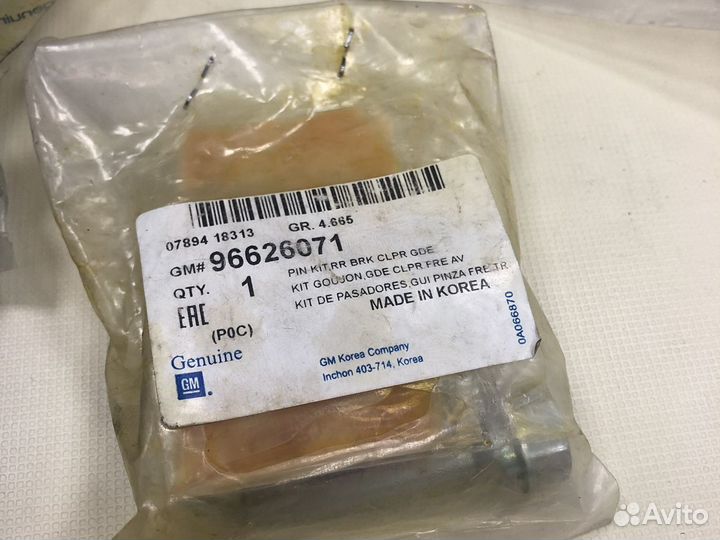 07894 18313 GR. 4.665
GM# 96626071
QTY. 1
PIN KIT,RR BRK CLPR GDE
KIT GOUJON,GDE CLPR FRE AV
KIT DE PASADORES,GUI PINZA FRE TR
MADE IN KOREA
EAC
(P0C)
Genuine
GM
GM Korea Company
Inchon 403-714, Korea
0A066870
Avito